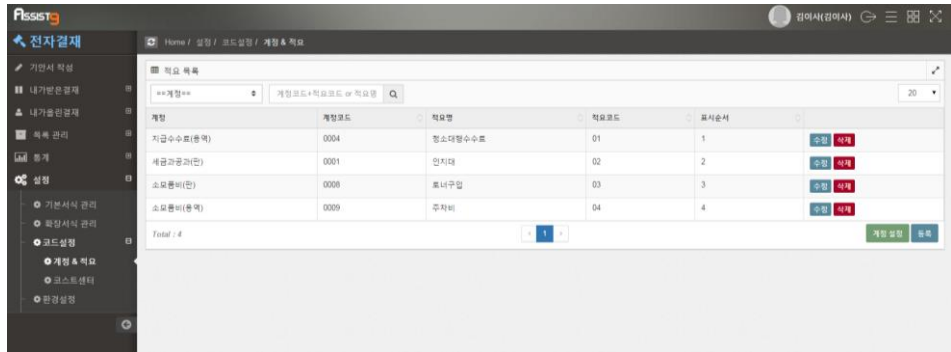 Assist9
김이사(김이사)
전자결재
Home / 설정 / 코드설정 / 계정 & 적요
기안서 작성
내가받은결재
내가올린결재
목록 관리
통계
설정
기본서식 관리
확장서식 관리
코드설정
계정 & 적요
코스트센터
환경설정
적요 목록
==계정== 계정코드+적요코드 or 적요명 20
계정 계정코드 적요명 적요코드 표시순서
지급수수료(용역) 0004 청소대행수수료 01 1 수정 삭제
세금과공과(판) 0001 인지대 02 2 수정 삭제
소모품비(판) 0008 토너구입 03 3 수정 삭제
소모품비(용역) 0009 주차비 04 4 수정 삭제
Total : 4 1 계정 설정 등록